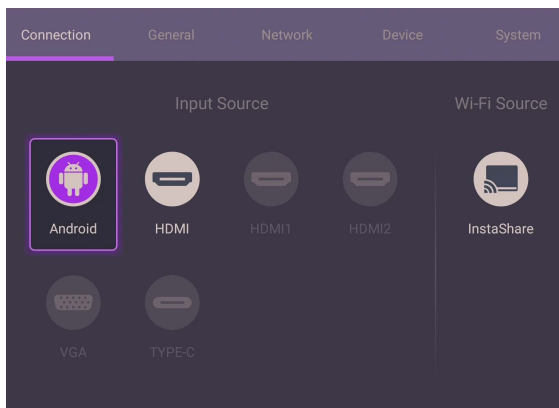 Connection General Network Device System
Input Source Wi-Fi Source
Android HDMI HDMI1 HDMI2 InstaShare
VGA TYPE-C